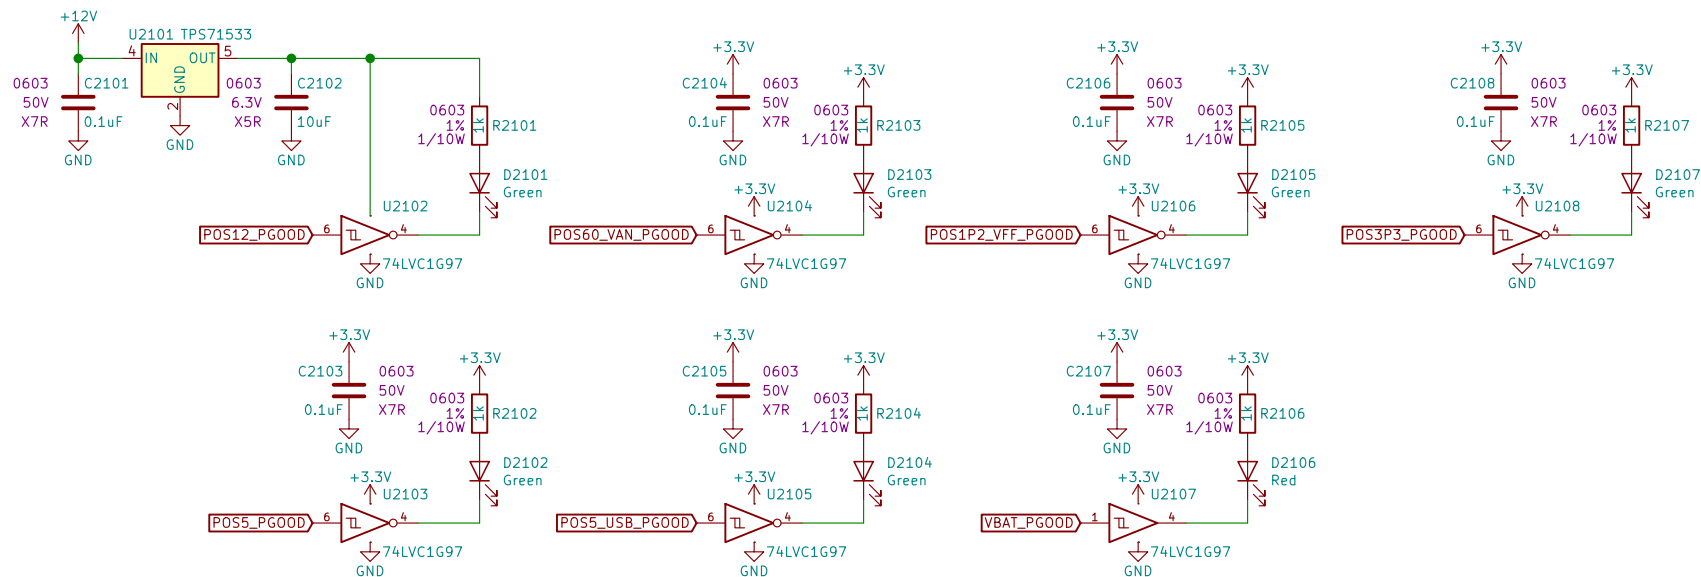 +12V
U2101 TPS71533
4 IN OUT 5
GND
2
0603
50V
X7R
C2101
0.1uF
GND
GND
0603
6.3V
X5R
C2102
10uF
GND
0603
1%
1/10W
1k
R2101
D2101
Green
U2102
POS12_PGOOD
6
4
74LVC1G97
GND
+3.3V
C2104
0.1uF
0603
50V
X7R
GND
+3.3V
0603
1%
1/10W
1k
R2103
D2103
Green
+3.3V
U2104
POS60_VAN_PGOOD
6
4
74LVC1G97
GND
+3.3V
C2106
0.1uF
0603
50V
X7R
GND
+3.3V
0603
1%
1/10W
1k
R2105
D2105
Green
+3.3V
U2106
POS1P2_VFF_PGOOD
6
4
74LVC1G97
GND
+3.3V
C2108
0.1uF
0603
50V
X7R
GND
+3.3V
0603
1%
1/10W
1k
R2107
D2107
Green
+3.3V
U2108
POS3P3_PGOOD
6
4
74LVC1G97
GND
+3.3V
C2103
0.1uF
0603
50V
X7R
GND
+3.3V
0603
1%
1/10W
1k
R2102
D2102
Green
+3.3V
U2103
POS5_PGOOD
6
4
74LVC1G97
GND
+3.3V
C2105
0.1uF
0603
50V
X7R
GND
+3.3V
0603
1%
1/10W
1k
R2104
D2104
Green
+3.3V
U2105
POS5_USB_PGOOD
6
4
74LVC1G97
GND
+3.3V
C2107
0.1uF
0603
50V
X7R
GND
+3.3V
0603
1%
1/10W
1k
R2106
D2106
Red
+3.3V
U2107
VBAT_PGOOD
1
4
74LVC1G97
GND